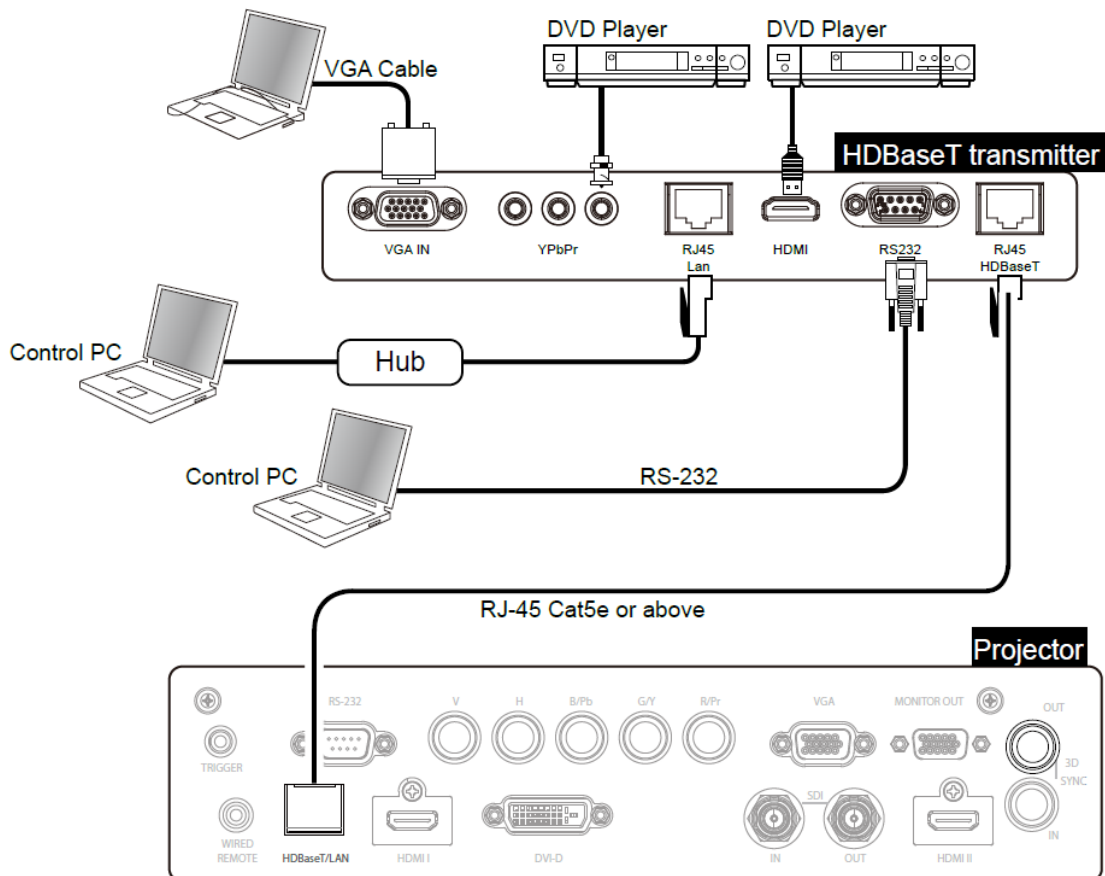 DVD Player
DVD Player
VGA Cable
HDBaseT transmitter
VGA IN
YPbPr
RJ45
Lan
HDMI
RS232
RJ45
HDBaseT
Control PC
Hub
Control PC
RS-232
RJ-45 Cat5e or above
Projector
RS-232
V
H
B/Pb
G/Y
R/Pr
VGA
MONITOR OUT
OUT
TRIGGER
3D
SYNC
SDI
WIRED
REMOTE
HDBaseT/LAN
HDMI I
DVI-D
IN
OUT
HDMI II
IN